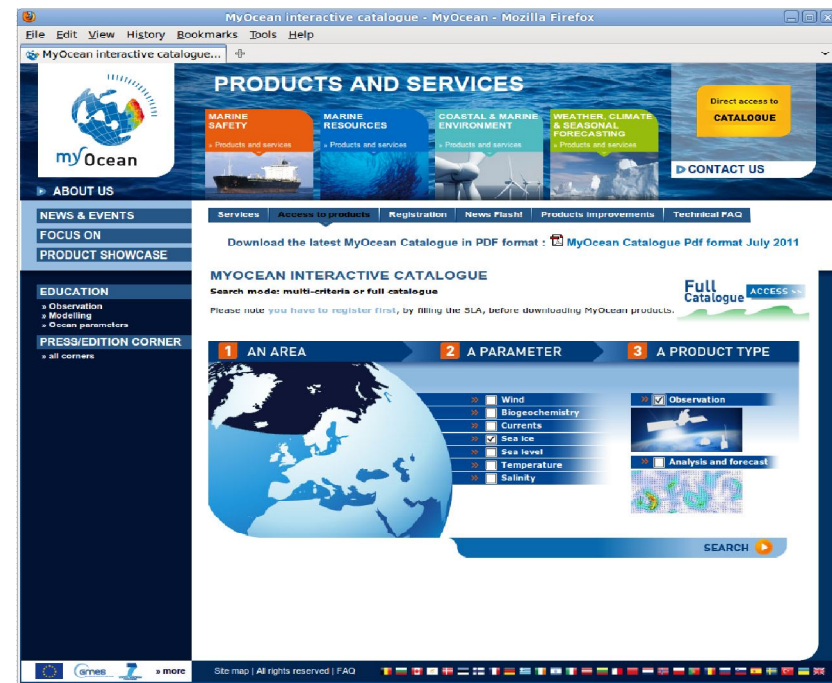 MyOcean interactive catalogue - MyOcean - Mozilla Firefox
File Edit View History Bookmarks Tools Help
MyOcean interactive catalogue...
PRODUCTS AND SERVICES
MARINE SAFETY
» Products and services
MARINE RESOURCES
» Products and services
COASTAL & MARINE ENVIRONMENT
» Products and services
WEATHER, CLIMATE & SEASONAL FORECASTING
» Products and services
Direct access to
CATALOGUE
myOcean
CONTACT US
ABOUT US
NEWS & EVENTS
FOCUS ON
PRODUCT SHOWCASE
EDUCATION
» Observation
» Modelling
» Ocean parameters
PRESS/EDITION CORNER
» all corners
Services Access to products Registration News Flash! Products Improvements Technical FAQ
Download the latest MyOcean Catalogue in PDF format : MyOcean Catalogue Pdf format July 2011
MYOCEAN INTERACTIVE CATALOGUE
Search mode: multi-criteria or full catalogue
Please note you have to register first, by filling the SLA, before downloading MyOcean products.
Full Catalogue ACCESS >>
1 AN AREA 2 A PARAMETER 3 A PRODUCT TYPE
Wind
Biogeochemistry
Currents
Sea ice
Sea level
Temperature
Salinity
Observation
Analysis and forecast
SEARCH
GMES
» more
Site map | All rights reserved | FAQ